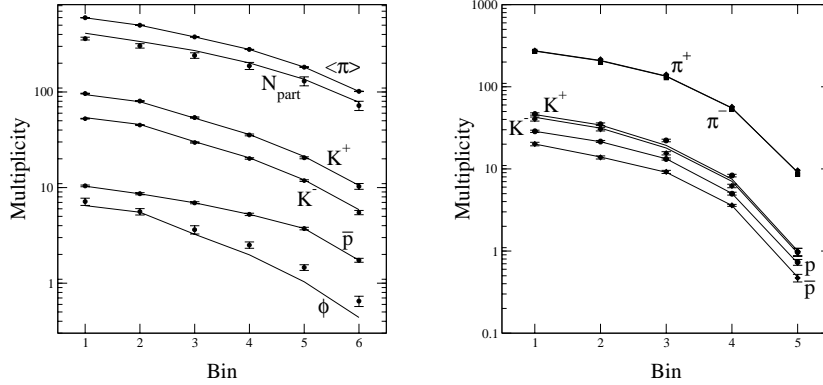 100
10
1
Multiplicity
<π>
N_part
K⁺
K⁻
p̅
ϕ
1 2 3 4 5 6
Bin
1000
100
10
1
0.1
Multiplicity
π⁺
π⁻
K⁺
K⁻
p
p̅
1 2 3 4 5
Bin